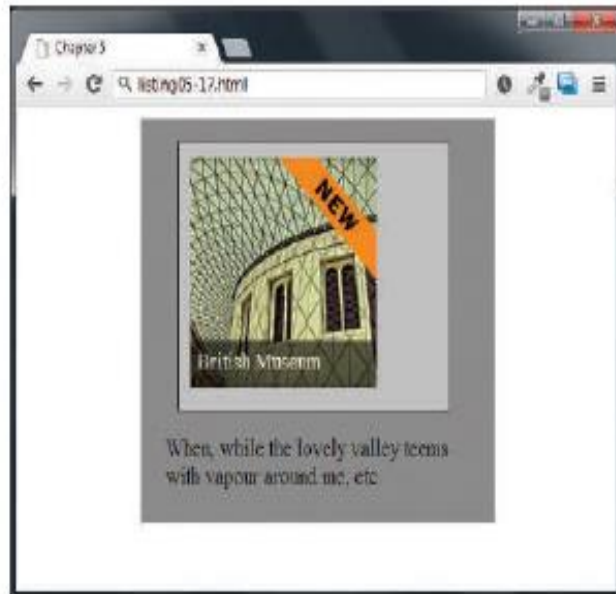 Chapter 5
listing05-17.html
NEW
British Museum
When, while the lovely valley teems
with vapour around me, etc